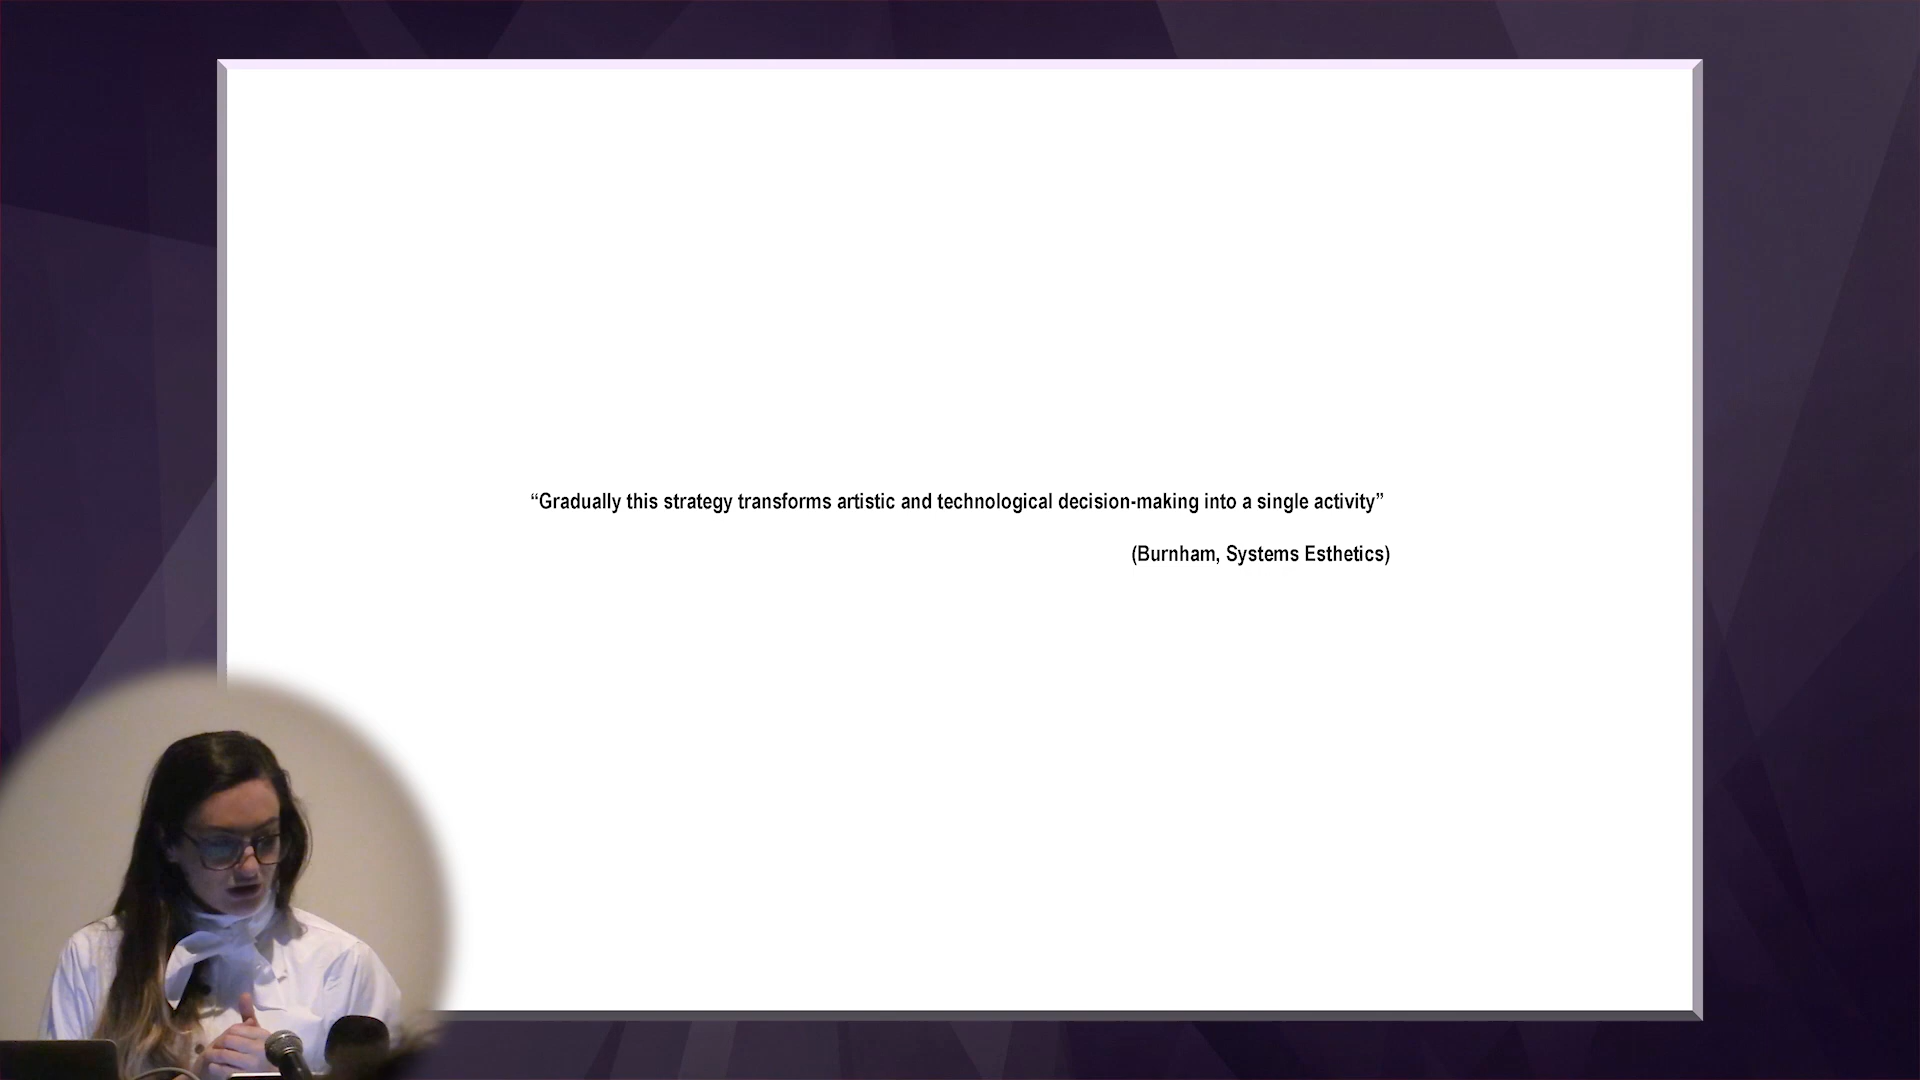 “Gradually this strategy transforms artistic and technological decision-making into a single activity”
(Burnham, Systems Esthetics)